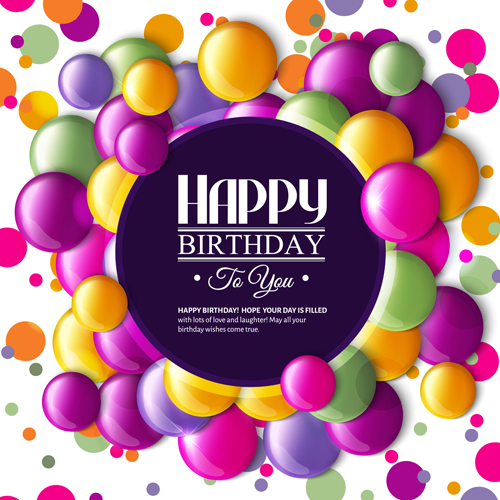 HAPPY
BIRTHDAY
• To You •
HAPPY BIRTHDAY! HOPE YOUR DAY IS FILLED
with lots of love and laughter! May all your
birthday wishes come true.